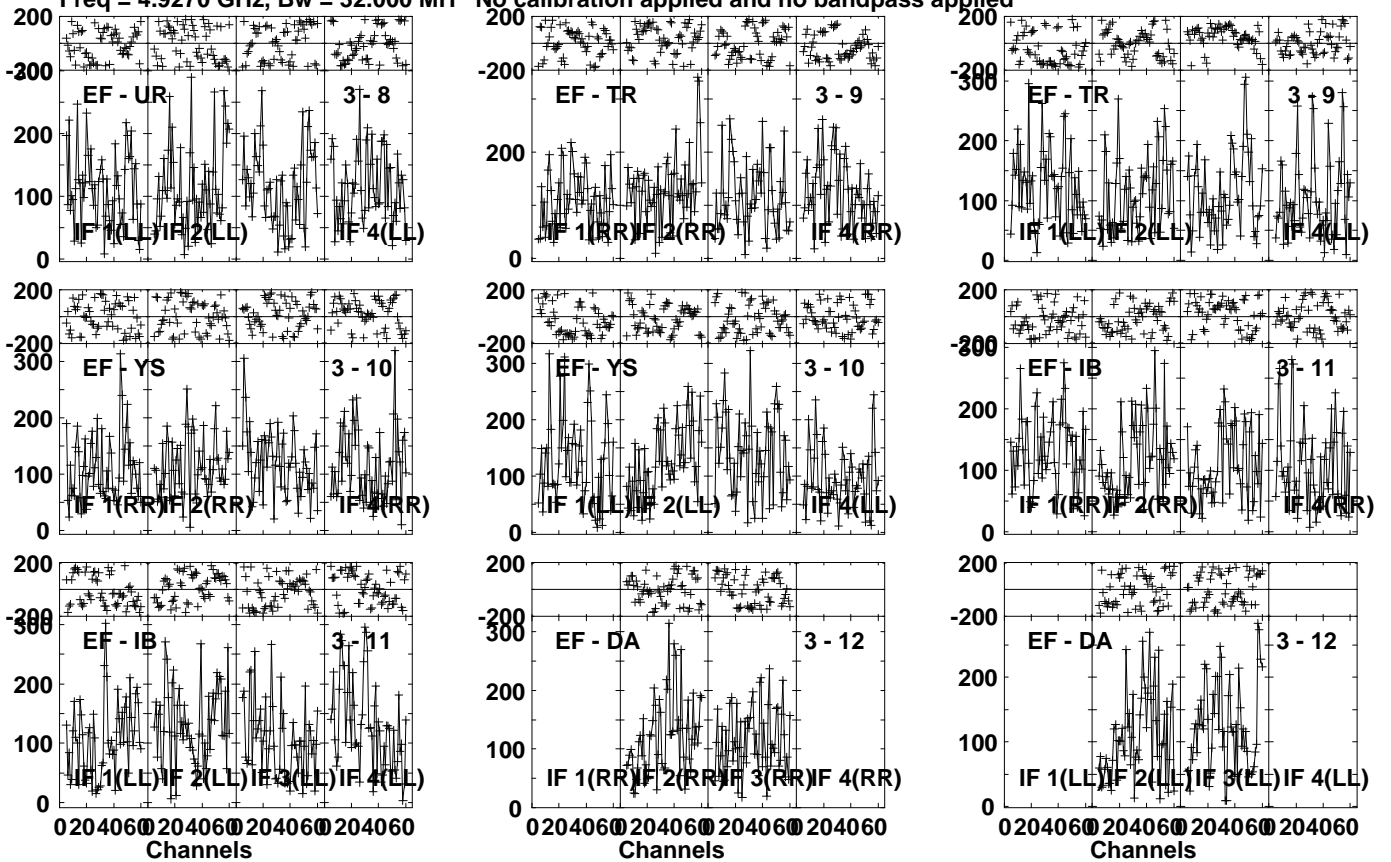 Freq = 4.9270 GHz, Bw = 32.000 MH No calibration applied and no bandpass applied
200
-200
300
EF - UR 3 - 8
200
100
IF 1(LL) IF 2(LL) IF 4(LL)
0
200
-200
EF - TR 3 - 9
200
IF 1(RR) IF 2(RR) IF 4(RR)
0
200
-200
300
EF - TR 3 - 9
200
100
IF 1(LL) IF 2(LL) IF 4(LL)
0
200
-200
300
EF - YS 3 - 10
200
100
IF 1(RR) IF 2(RR) IF 4(RR)
0
200
-200
300
EF - YS 3 - 10
200
100
IF 1(LL) IF 2(LL) IF 4(LL)
0
200
-200
300
EF - IB 3 - 11
200
100
IF 1(RR) IF 2(RR) IF 4(RR)
0
200
-200
300
EF - IB 3 - 11
200
100
IF 1(LL) IF 2(LL) IF 3(LL) IF 4(LL)
0
0 20 40 60 0 20 40 60 0 20 40 60 0 20 40 60
Channels
200
-200
300
EF - DA 3 - 12
200
100
IF 1(RR) IF 2(RR) IF 3(RR) IF 4(RR)
0
0 20 40 60 0 20 40 60 0 20 40 60 0 20 40 60
Channels
200
-200
EF - DA 3 - 12
200
100
IF 1(LL) IF 2(LL) IF 3(LL) IF 4(LL)
0
0 20 40 60 0 20 40 60 0 20 40 60 0 20 40 60
Channels